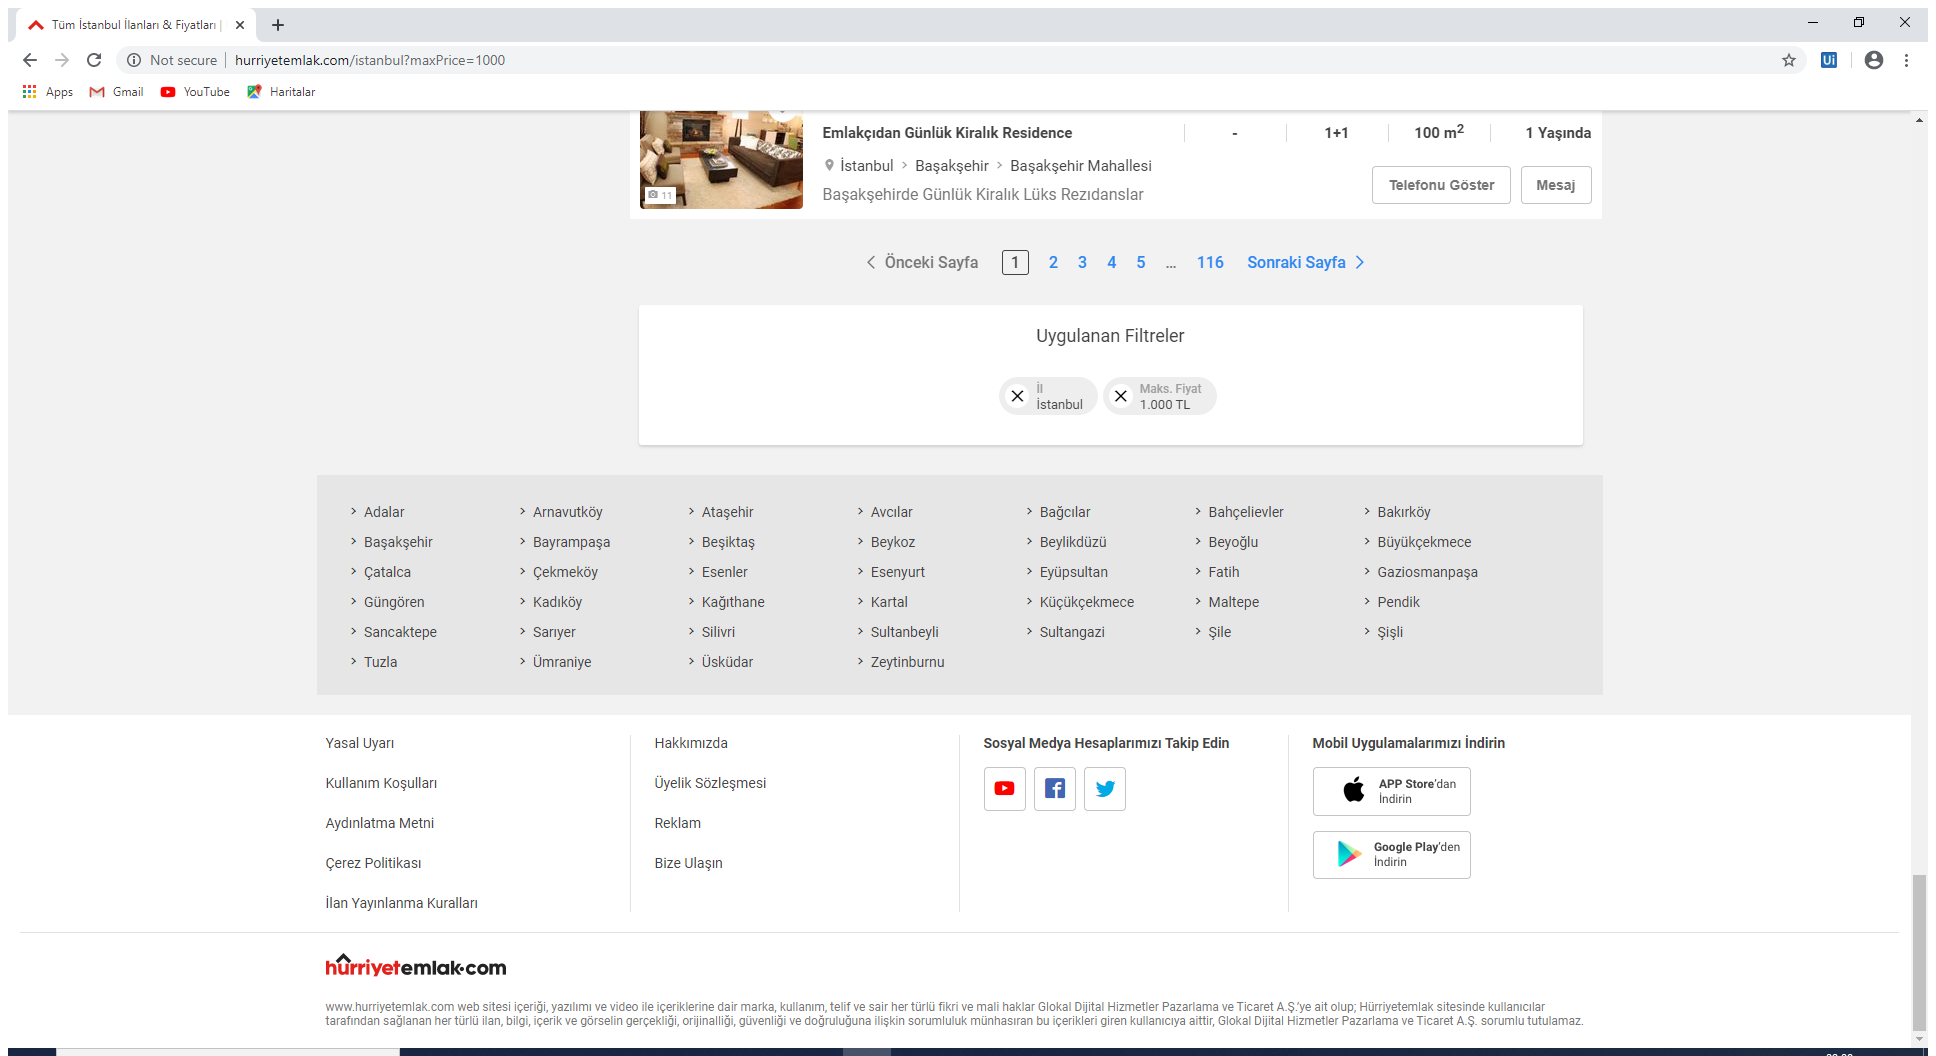 Tüm İstanbul İlanları & Fiyatları |
Not secure | hurriyetemlak.com/istanbul?maxPrice=1000
Ui
Apps Gmail YouTube Haritalar
Emlakçıdan Günlük Kiralık Residence - 1+1 100 m2 1 Yaşında
İstanbul > Başakşehir > Başakşehir Mahallesi
11
Başakşehirde Günlük Kiralık Lüks Rezıdanslar
Telefonu Göster Mesaj
Önceki Sayfa 1 2 3 4 5 ... 116 Sonraki Sayfa
Uygulanan Filtreler
İl
İstanbul
Maks. Fiyat
1.000 TL
Adalar Arnavutköy Ataşehir Avcılar Bağcılar Bahçelievler Bakırköy
Başakşehir Bayrampaşa Beşiktaş Beykoz Beylikdüzü Beyoğlu Büyükçekmece
Çatalca Çekmeköy Esenler Esenyurt Eyüpsultan Fatih Gaziosmanpaşa
Güngören Kadıköy Kağıthane Kartal Küçükçekmece Maltepe Pendik
Sancaktepe Sarıyer Silivri Sultanbeyli Sultangazi Şile Şişli
Tuzla Ümraniye Üsküdar Zeytinburnu
Yasal Uyarı
Kullanım Koşulları
Aydınlatma Metni
Çerez Politikası
İlan Yayınlanma Kuralları
Hakkımızda
Üyelik Sözleşmesi
Reklam
Bize Ulaşın
Sosyal Medya Hesaplarımızı Takip Edin
Mobil Uygulamalarımızı İndirin
APP Store'dan
İndirin
Google Play'den
İndirin
hürriyetemlak.com
www.hurriyetemlak.com web sitesi içeriği, yazılımı ve video ile içeriklerine dair marka, kullanım, telif ve sair her türlü fikri ve mali haklar Glokal Dijital Hizmetler Pazarlama ve Ticaret A.Ş.'ye ait olup; Hürriyetemlak sitesinde kullanıcılar
tarafından sağlanan her türlü ilan, bilgi, içerik ve görselin gerçekliği, orijinalliği, güvenliği ve doğruluğuna ilişkin sorumluluk münhasıran bu içerikleri giren kullanıcıya aittir, Glokal Dijital Hizmetler Pazarlama ve Ticaret A.Ş. sorumlu tutulamaz.